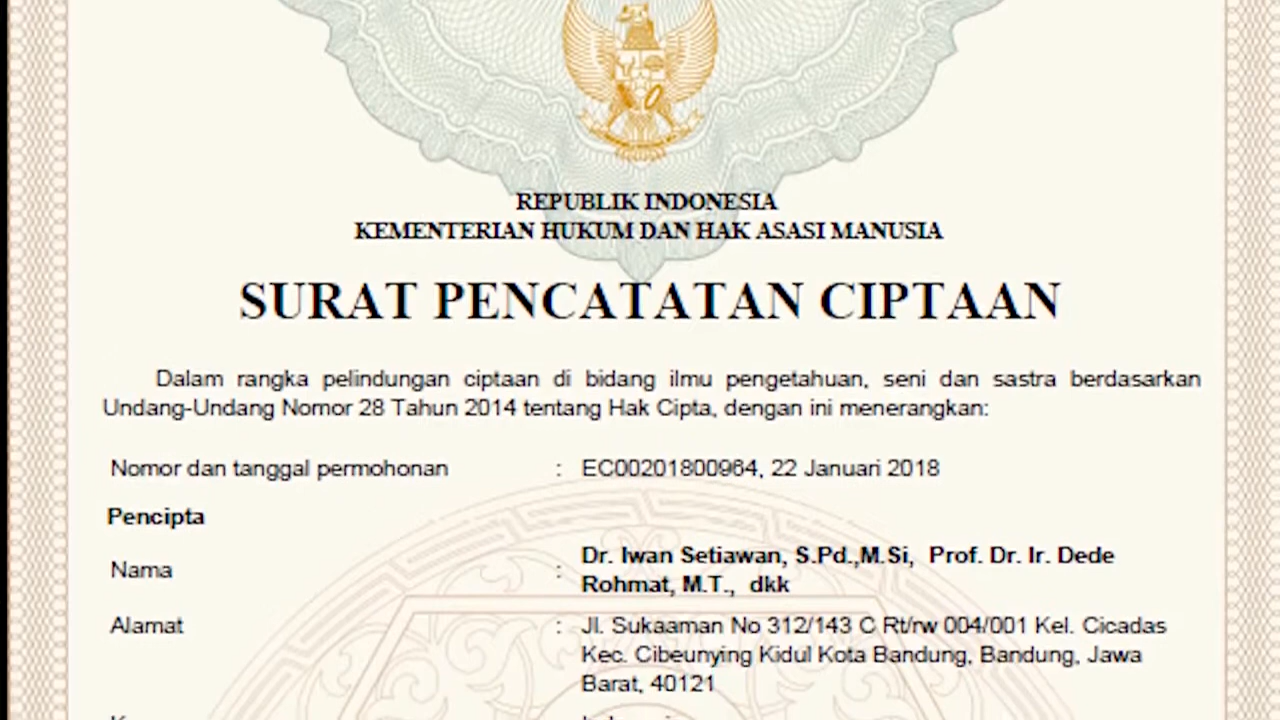 REPUBLIK INDONESIA
KEMENTERIAN HUKUM DAN HAK ASASI MANUSIA
SURAT PENCATATAN CIPTAAN
Dalam rangka pelindungan ciptaan di bidang ilmu pengetahuan, seni dan sastra berdasarkan
Undang-Undang Nomor 28 Tahun 2014 tentang Hak Cipta, dengan ini menerangkan:
Nomor dan tanggal permohonan : EC00201800964, 22 Januari 2018
Pencipta
Nama : Dr. Iwan Setiawan, S.Pd.,M.Si, Prof. Dr. Ir. Dede
Rohmat, M.T., dkk
Alamat : Jl. Sukaaman No 312/143 C Rt/rw 004/001 Kel. Cicadas
Kec. Cibeunying Kidul Kota Bandung, Bandung, Jawa
Barat, 40121